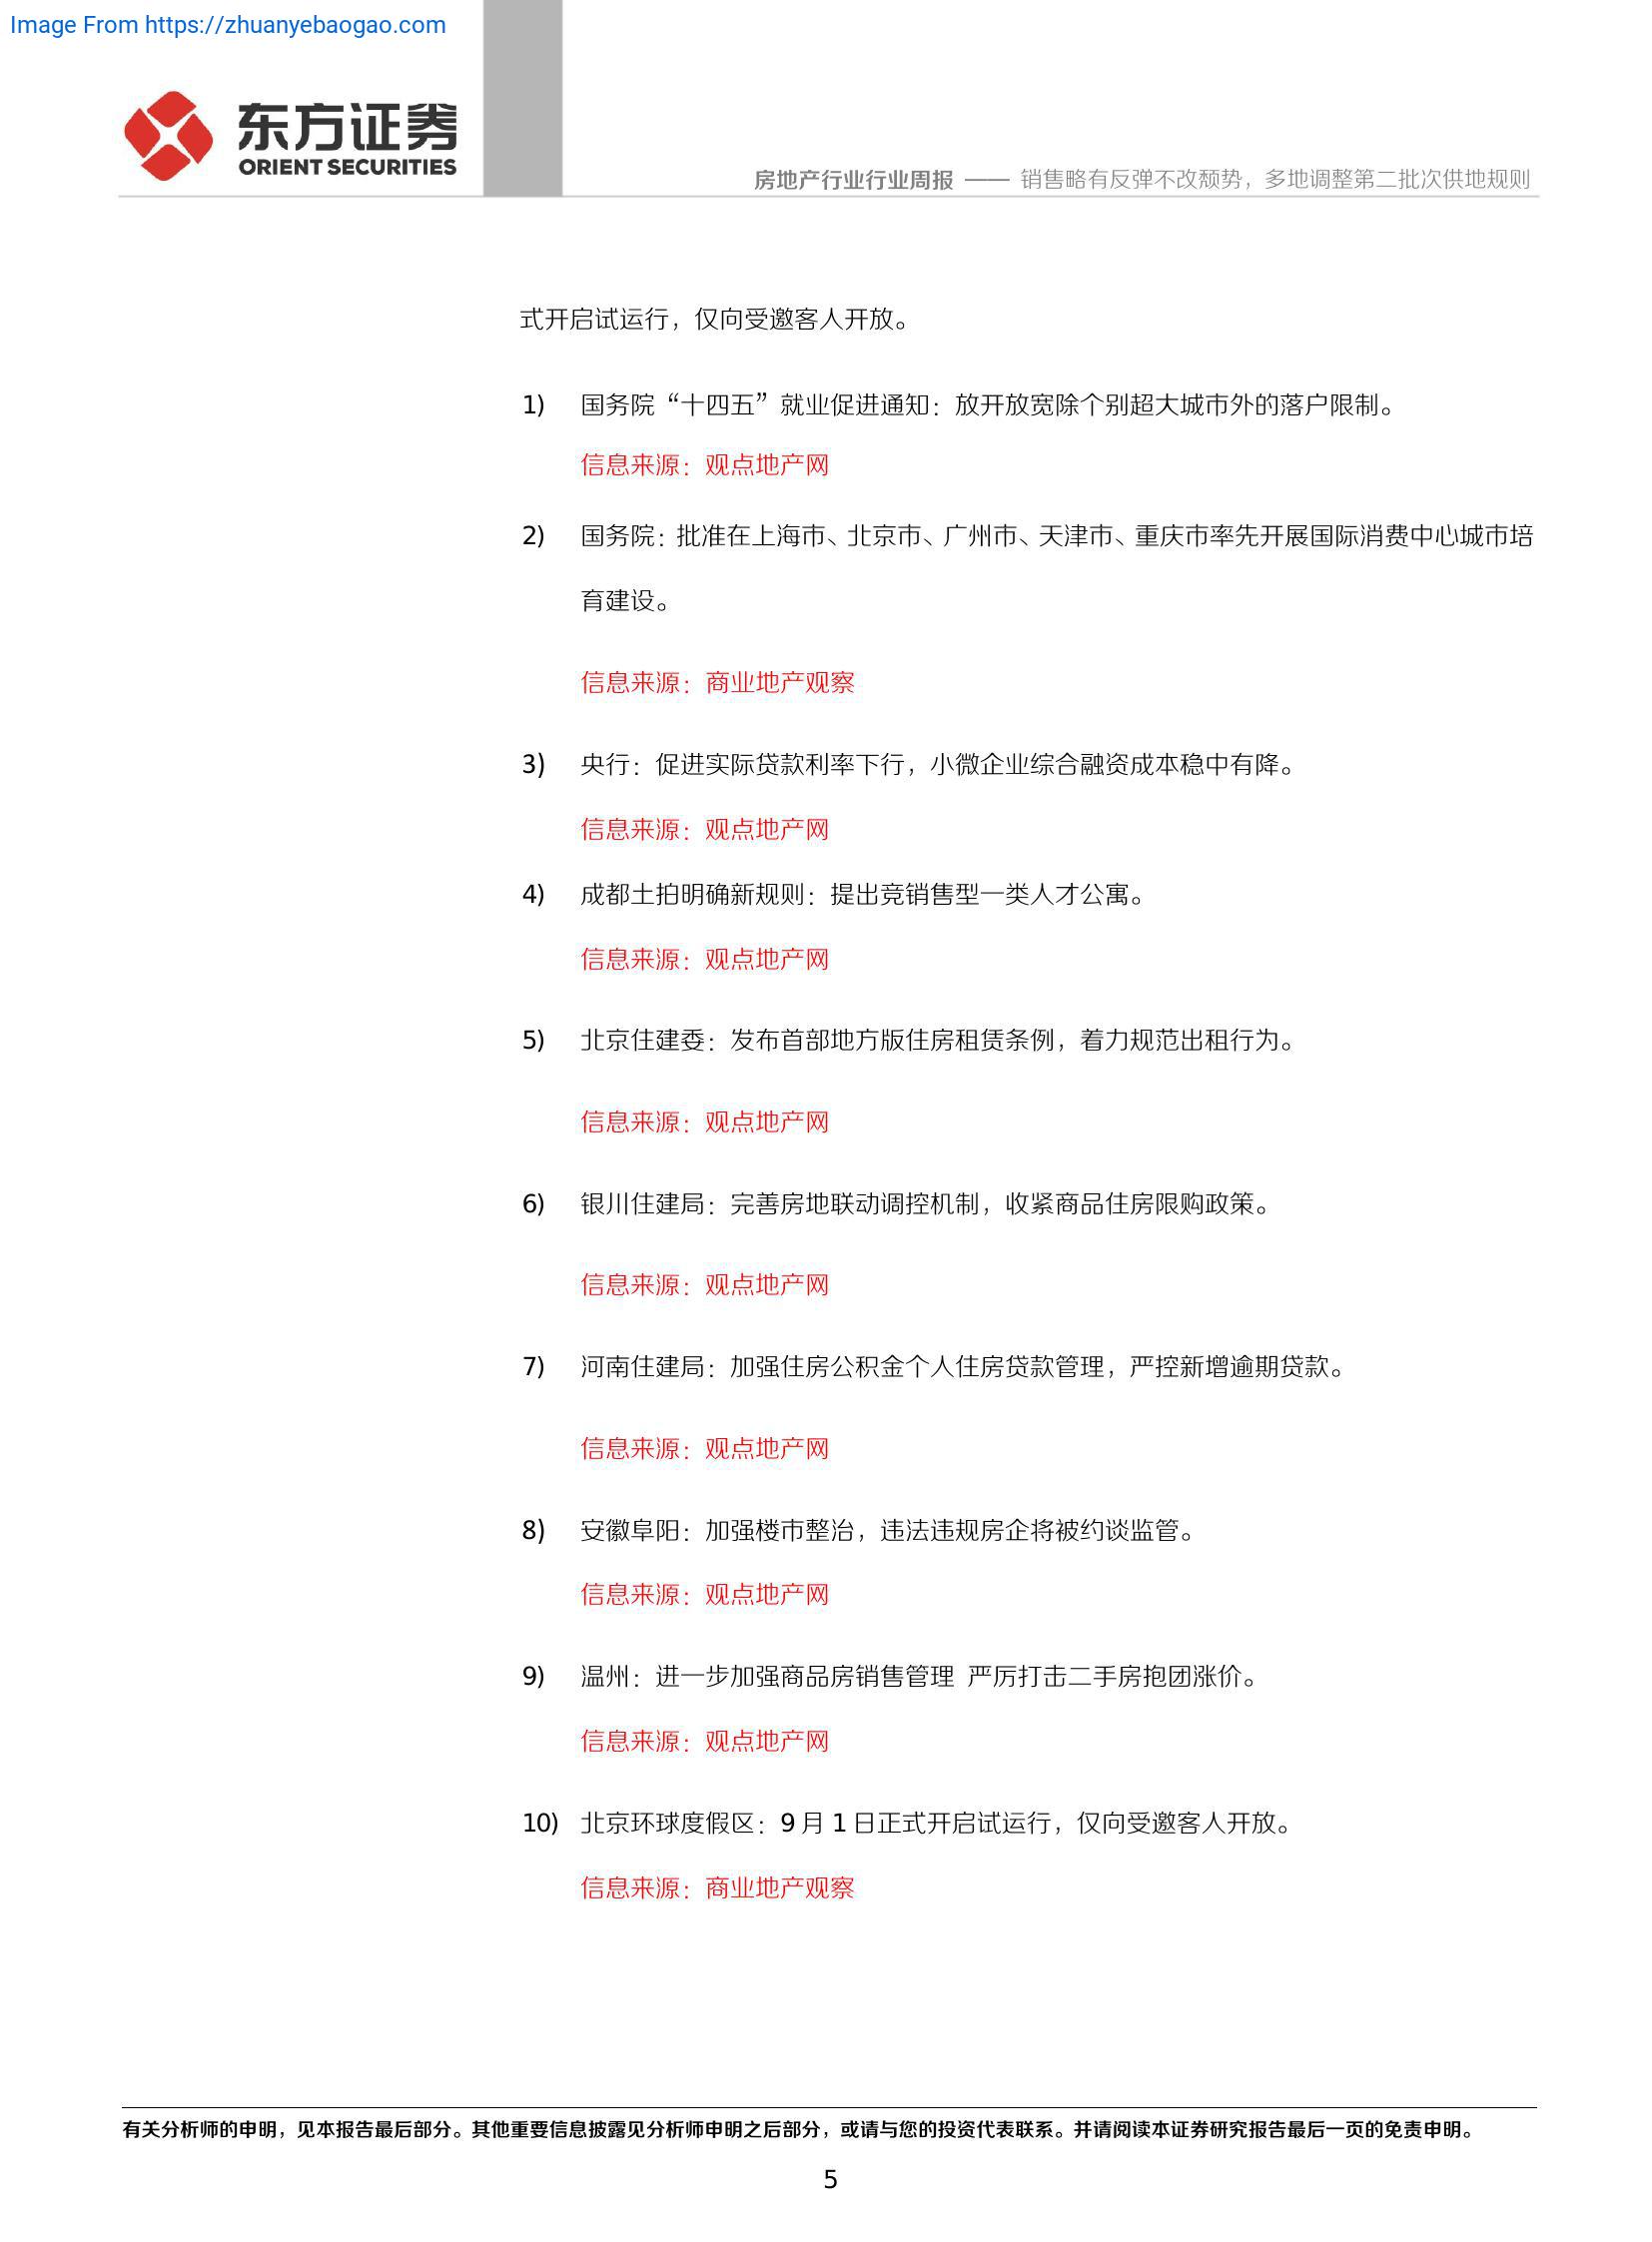 Image From https://zhuanyebaogao.com
东方证券
ORIENT SECURITIES
房地产行业行业周报 —— 销售略有反弹不改颓势，多地调整第二批次供地规则
式开启试运行，仅向受邀客人开放。
1) 国务院“十四五”就业促进通知：放开放宽除个别超大城市外的落户限制。
信息来源：观点地产网
2) 国务院：批准在上海市、北京市、广州市、天津市、重庆市率先开展国际消费中心城市培
育建设。
信息来源：商业地产观察
3) 央行：促进实际贷款利率下行，小微企业综合融资成本稳中有降。
信息来源：观点地产网
4) 成都土拍明确新规则：提出竞销售型一类人才公寓。
信息来源：观点地产网
5) 北京住建委：发布首部地方版住房租赁条例，着力规范出租行为。
信息来源：观点地产网
6) 银川住建局：完善房地联动调控机制，收紧商品住房限购政策。
信息来源：观点地产网
7) 河南住建局：加强住房公积金个人住房贷款管理，严控新增逾期贷款。
信息来源：观点地产网
8) 安徽阜阳：加强楼市整治，违法违规房企将被约谈监管。
信息来源：观点地产网
9) 温州：进一步加强商品房销售管理 严厉打击二手房抱团涨价。
信息来源：观点地产网
10) 北京环球度假区：9 月 1 日正式开启试运行，仅向受邀客人开放。
信息来源：商业地产观察
有关分析师的申明，见本报告最后部分。其他重要信息披露见分析师申明之后部分，或请与您的投资代表联系。并请阅读本证券研究报告最后一页的免责申明。
5